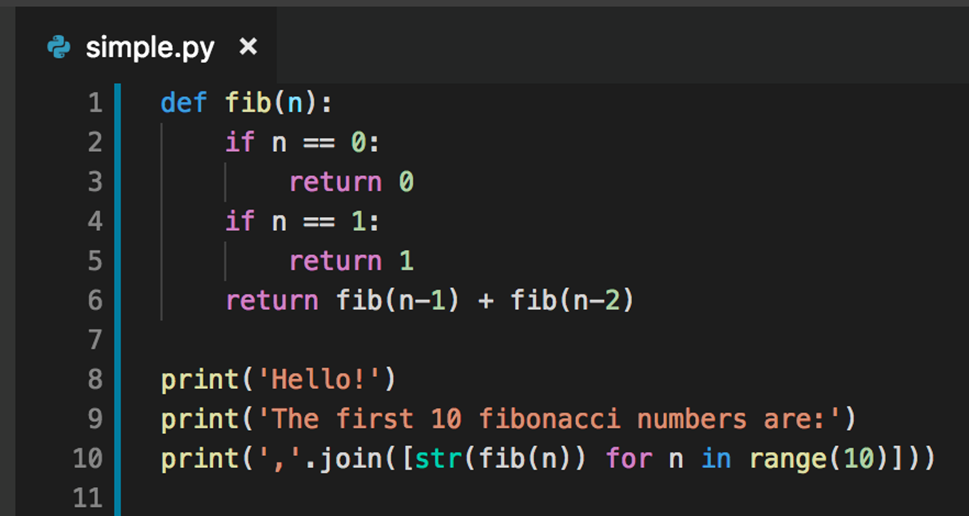 simple.py ×
1 def fib(n):
2     if n == 0:
3         return 0
4     if n == 1:
5         return 1
6     return fib(n-1) + fib(n-2)
7
8 print('Hello!')
9 print('The first 10 fibonacci numbers are:')
10 print(','.join([str(fib(n)) for n in range(10)]))
11